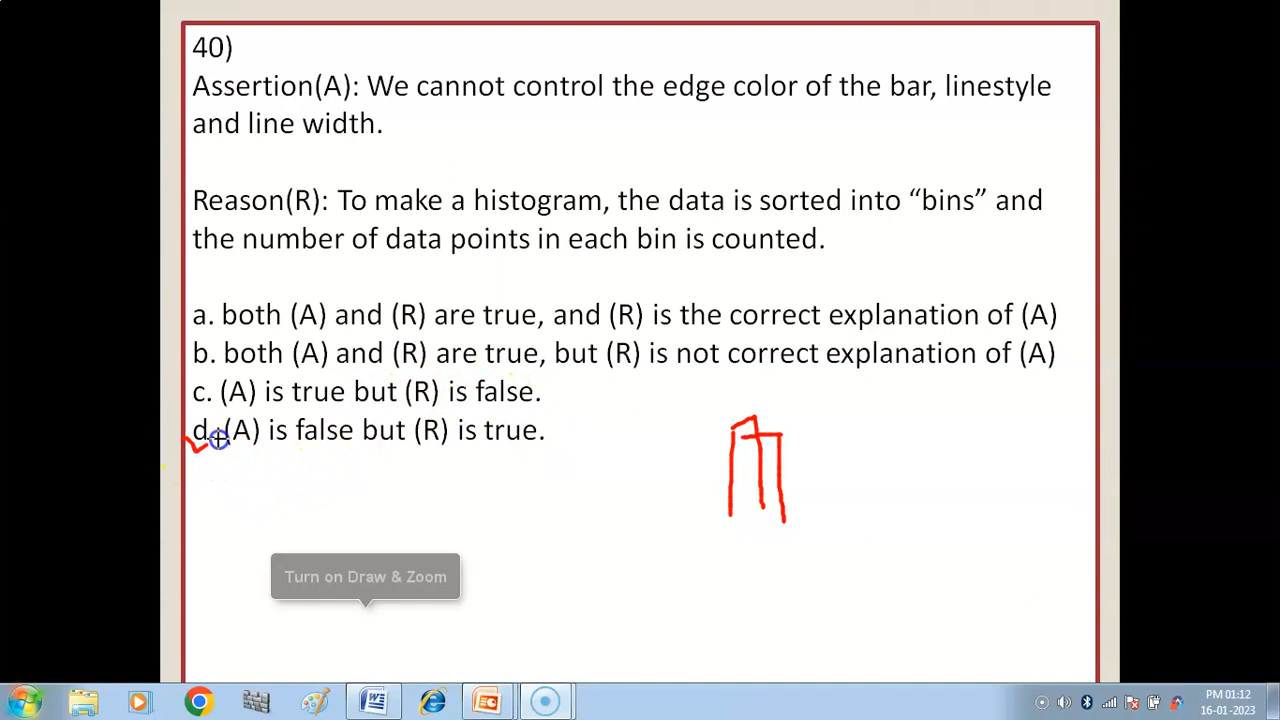 40)
Assertion(A): We cannot control the edge color of the bar, linestyle
and line width.
Reason(R): To make a histogram, the data is sorted into “bins” and
the number of data points in each bin is counted.
a. both (A) and (R) are true, and (R) is the correct explanation of (A)
b. both (A) and (R) are true, but (R) is not correct explanation of (A)
c. (A) is true but (R) is false.
d. (A) is false but (R) is true.
Turn on Draw & Zoom
PM 01:12
16-01-2023